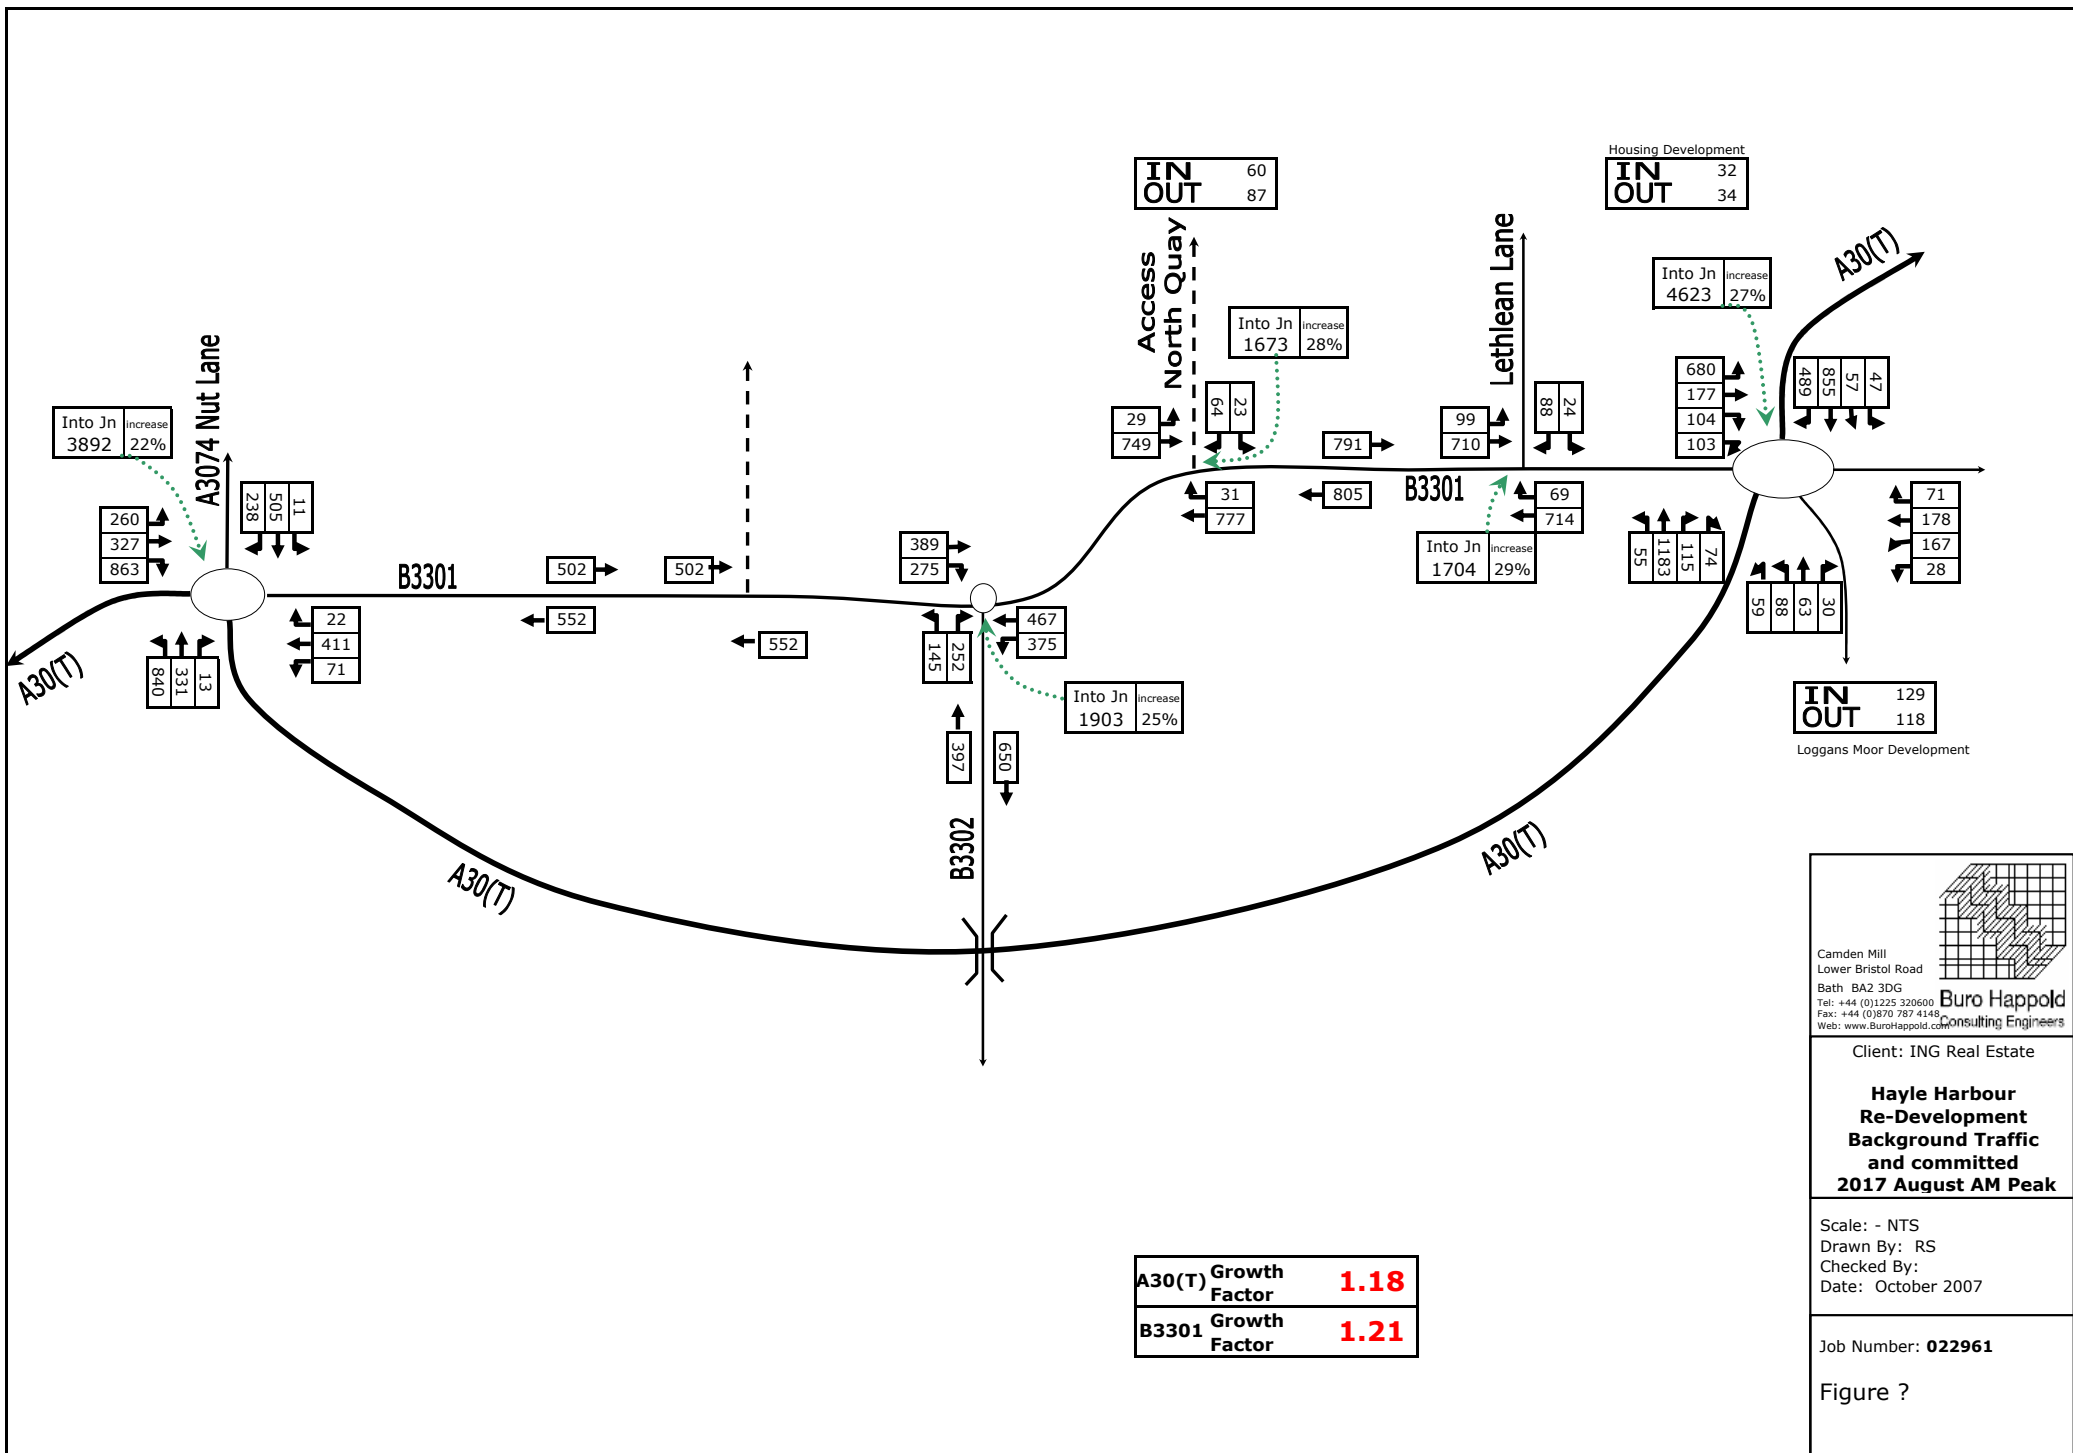 Housing Development
IN 60
OUT 87
IN 32
OUT 34
Access
North Quay
Lethlean Lane
A30(T)
Into Jn increase
4623 27%
Into Jn increase
1673 28%
A3074 Nut Lane
Into Jn increase
3892 22%
680
177
104
103
489 855 57 47
29
749
64 23
791
99
710
88 24
31
777
805
B3301
69
714
71
178
167
28
238 505 11
260
327
863
B3301
502
502
389
275
Into Jn increase
1704 29%
55 1183 115 74
59 88 63 30
22
411
71
552
552
145 252
467
375
A30(T)
840 331 13
Into Jn increase
1903 25%
IN 129
OUT 118
Loggans Moor Development
397 650
B3302
A30(T)
A30(T)
Camden Mill
Lower Bristol Road
Bath BA2 3DG
Tel: +44 (0)1225 320600
Fax: +44 (0)870 787 4148
Web: www.BuroHappold.com
Buro Happold
Consulting Engineers
Client: ING Real Estate
Hayle Harbour
Re-Development
Background Traffic
and committed
2017 August AM Peak
Scale: - NTS
Drawn By: RS
Checked By:
Date: October 2007
A30(T) Growth Factor 1.18
B3301 Growth Factor 1.21
Job Number: 022961
Figure ?